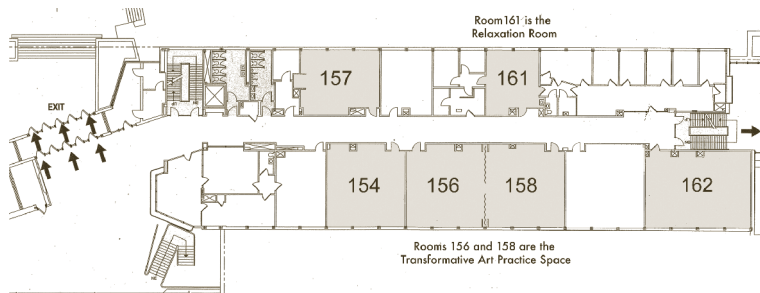 Room161 is the
Relaxation Room
157
161
EXIT
154
156
158
162
Rooms 156 and 158 are the
Transformative Art Practice Space